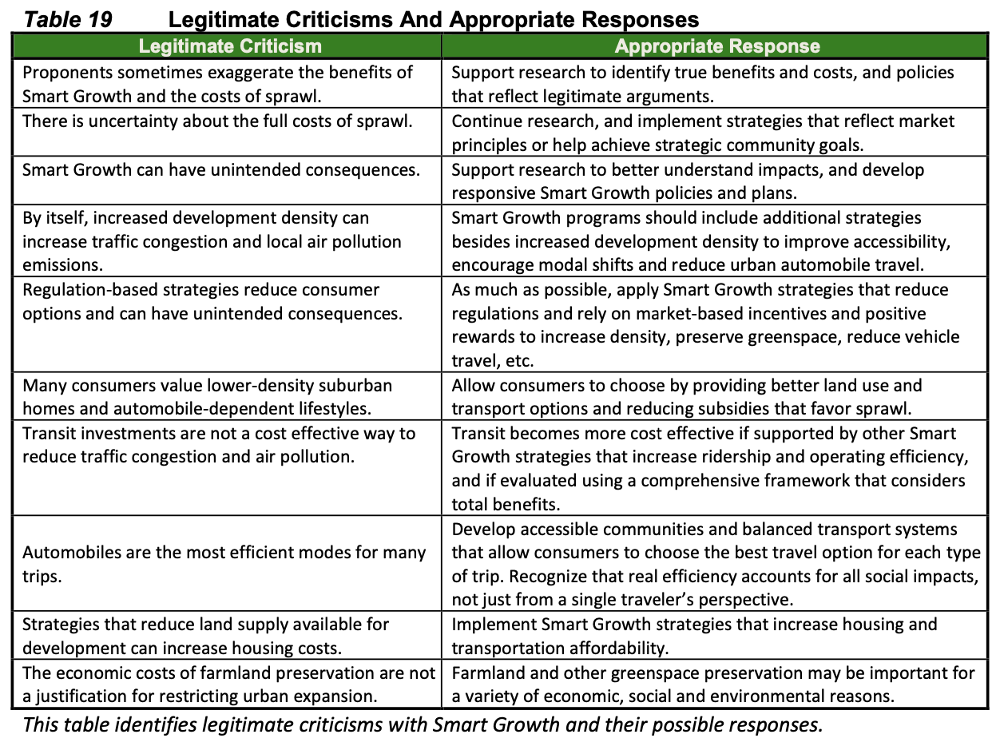 Table 19 Legitimate Criticisms And Appropriate Responses
Legitimate Criticism
Appropriate Response
Proponents sometimes exaggerate the benefits of
Smart Growth and the costs of sprawl.
Support research to identify true benefits and costs, and policies
that reflect legitimate arguments.
There is uncertainty about the full costs of sprawl.
Continue research, and implement strategies that reflect market
principles or help achieve strategic community goals.
Smart Growth can have unintended consequences.
Support research to better understand impacts, and develop
responsive Smart Growth policies and plans.
By itself, increased development density can
increase traffic congestion and local air pollution
emissions.
Smart Growth programs should include additional strategies
besides increased development density to improve accessibility,
encourage modal shifts and reduce urban automobile travel.
Regulation-based strategies reduce consumer
options and can have unintended consequences.
As much as possible, apply Smart Growth strategies that reduce
regulations and rely on market-based incentives and positive
rewards to increase density, preserve greenspace, reduce vehicle
travel, etc.
Many consumers value lower-density suburban
homes and automobile-dependent lifestyles.
Allow consumers to choose by providing better land use and
transport options and reducing subsidies that favor sprawl.
Transit investments are not a cost effective way to
reduce traffic congestion and air pollution.
Transit becomes more cost effective if supported by other Smart
Growth strategies that increase ridership and operating efficiency,
and if evaluated using a comprehensive framework that considers
total benefits.
Automobiles are the most efficient modes for many
trips.
Develop accessible communities and balanced transport systems
that allow consumers to choose the best travel option for each type
of trip. Recognize that real efficiency accounts for all social impacts,
not just from a single traveler’s perspective.
Strategies that reduce land supply available for
development can increase housing costs.
Implement Smart Growth strategies that increase housing and
transportation affordability.
The economic costs of farmland preservation are not
a justification for restricting urban expansion.
Farmland and other greenspace preservation may be important for
a variety of economic, social and environmental reasons.
This table identifies legitimate criticisms with Smart Growth and their possible responses.